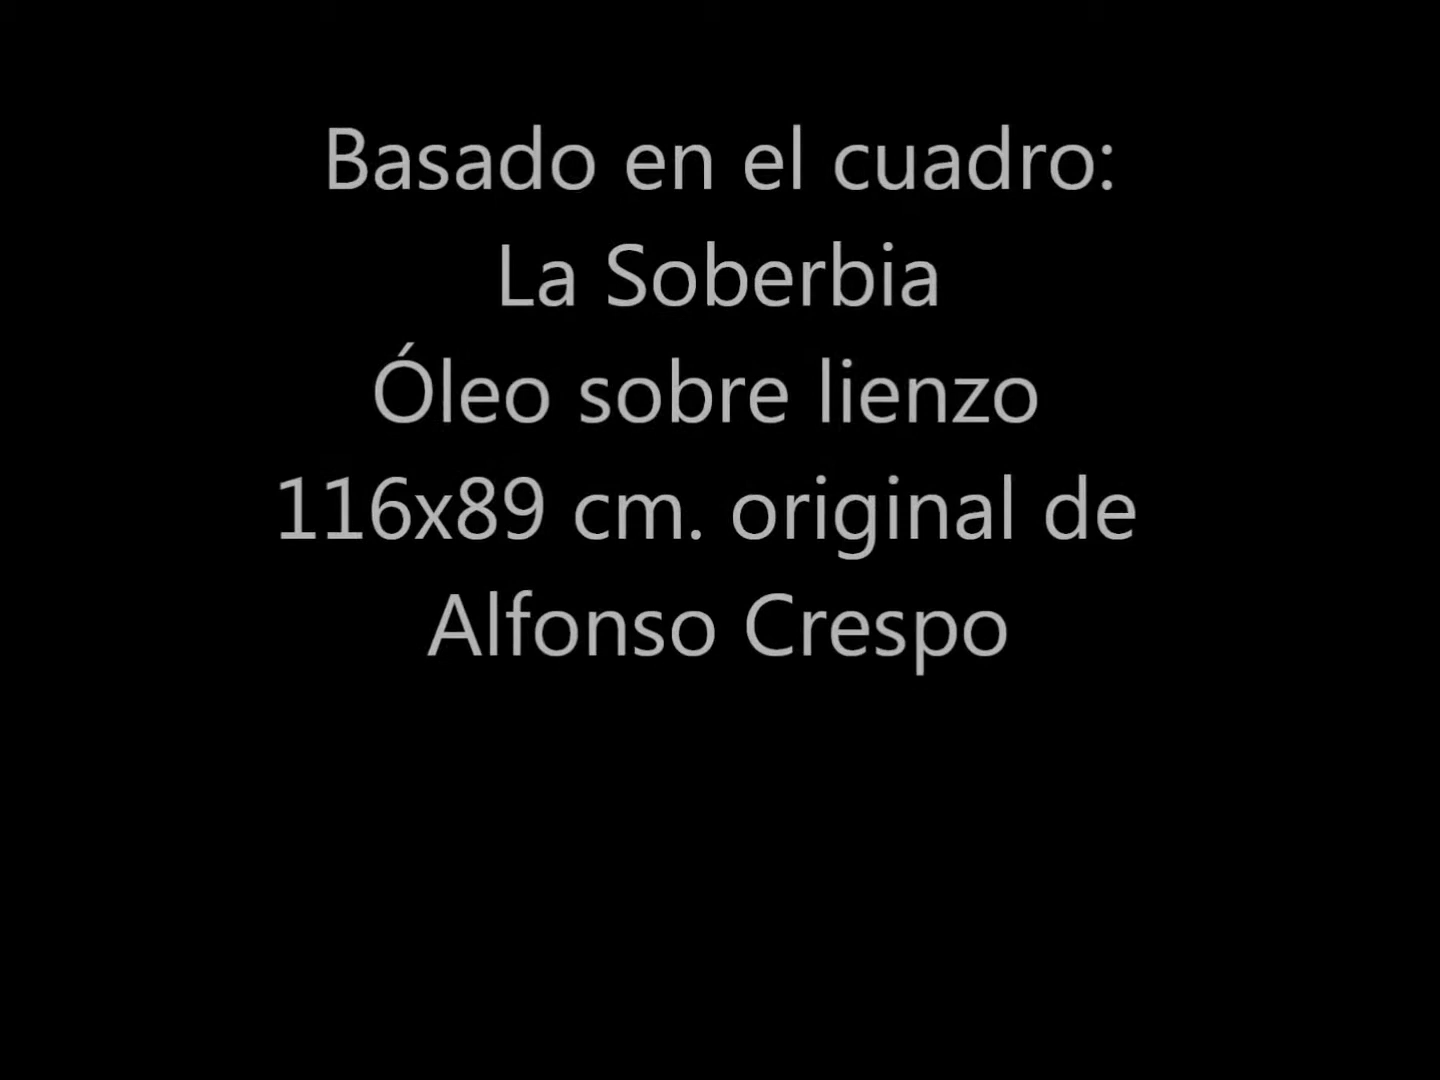 Basado en el cuadro:
La Soberbia
Óleo sobre lienzo
116x89 cm. original de
Alfonso Crespo